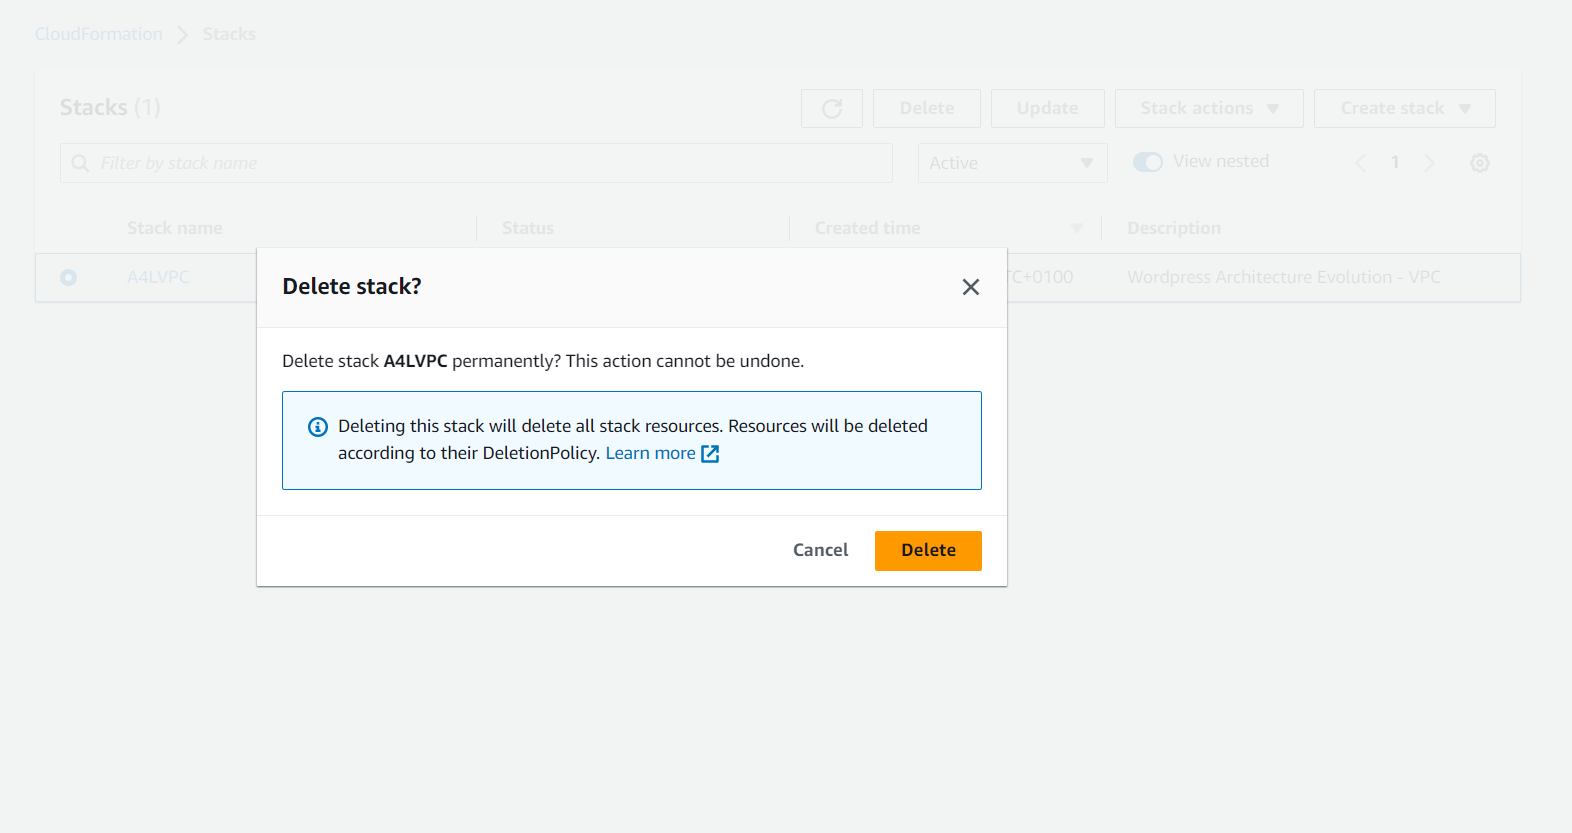 CloudFormation > Stacks
Stacks (1)
Delete
Update
Stack actions
Create stack
Filter by stack name
Active
View nested
1
Stack name
Status
Created time
Description
A4LVPC
TC+0100
Wordpress Architecture Evolution - VPC
Delete stack?
Delete stack A4LVPC permanently? This action cannot be undone.
Deleting this stack will delete all stack resources. Resources will be deleted
according to their DeletionPolicy. Learn more
Cancel
Delete